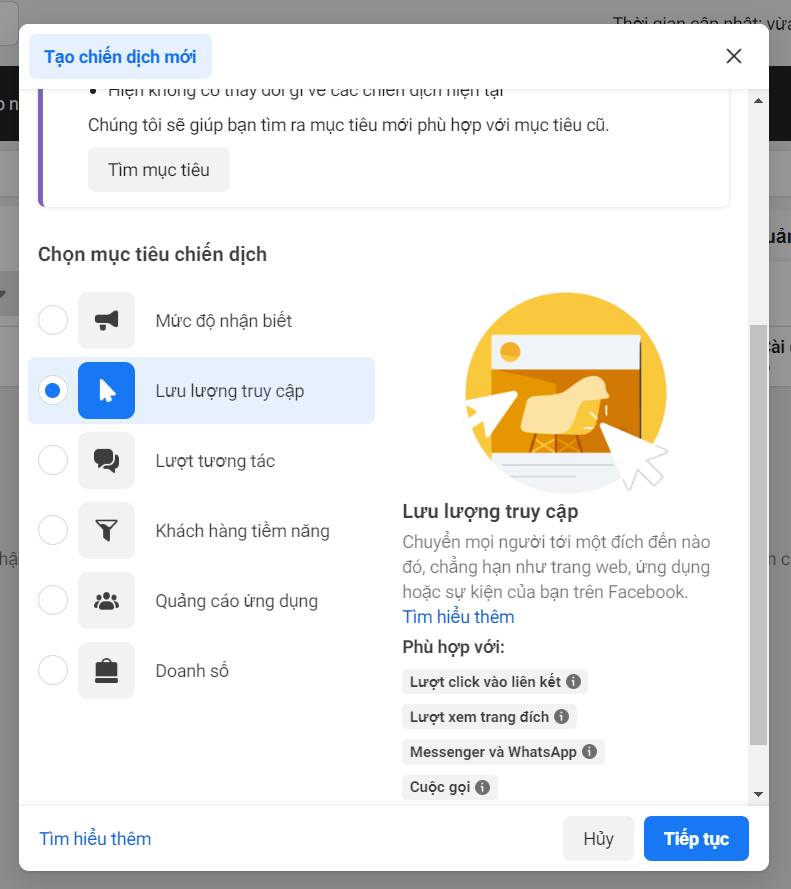 Thời gian cập nhật: vừa
Tạo chiến dịch mới
Hiện không có thay đổi gì về các chiến dịch hiện tại
Chúng tôi sẽ giúp bạn tìm ra mục tiêu mới phù hợp với mục tiêu cũ.
Tìm mục tiêu
Chọn mục tiêu chiến dịch
Mức độ nhận biết
Lưu lượng truy cập
Lượt tương tác
Khách hàng tiềm năng
Quảng cáo ứng dụng
Doanh số
Lưu lượng truy cập
Chuyển mọi người tới một đích đến nào
đó, chẳng hạn như trang web, ứng dụng
hoặc sự kiện của bạn trên Facebook.
Tìm hiểu thêm
Phù hợp với:
Lượt click vào liên kết
Lượt xem trang đích
Messenger và WhatsApp
Cuộc gọi
Tìm hiểu thêm
Hủy
Tiếp tục